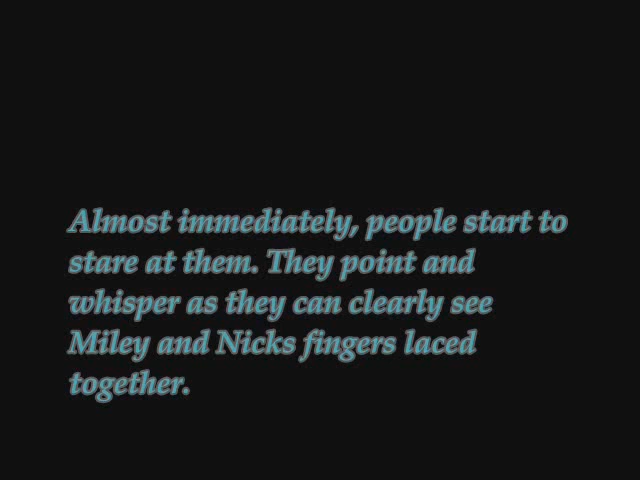 Almost immediately, people start to
stare at them. They point and
whisper as they can clearly see
Miley and Nicks fingers laced
together.